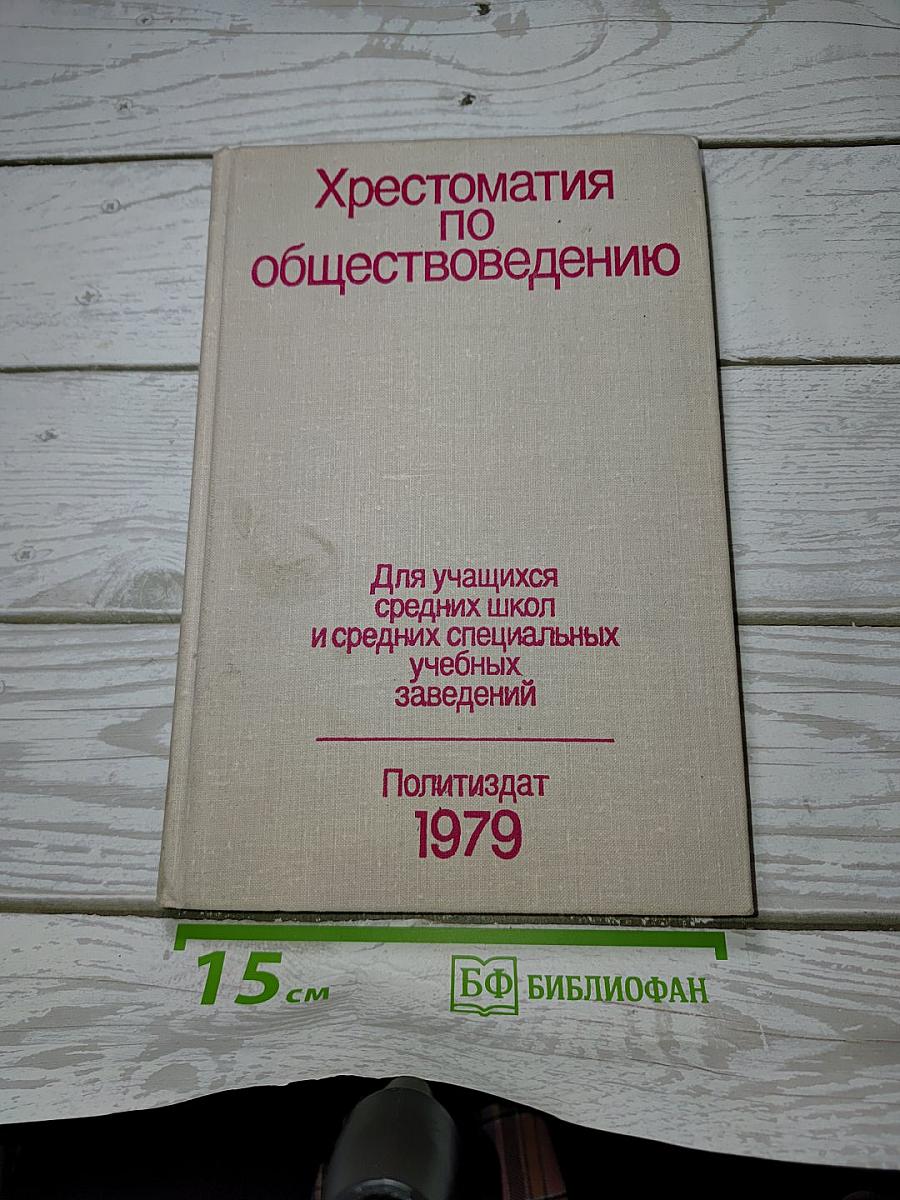 Хрестоматия
по
обществоведению
Для учащихся
средних школ
и средних специальных
учебных
заведений
Политиздат
1979
15 см
БФ БИБЛИОФАН